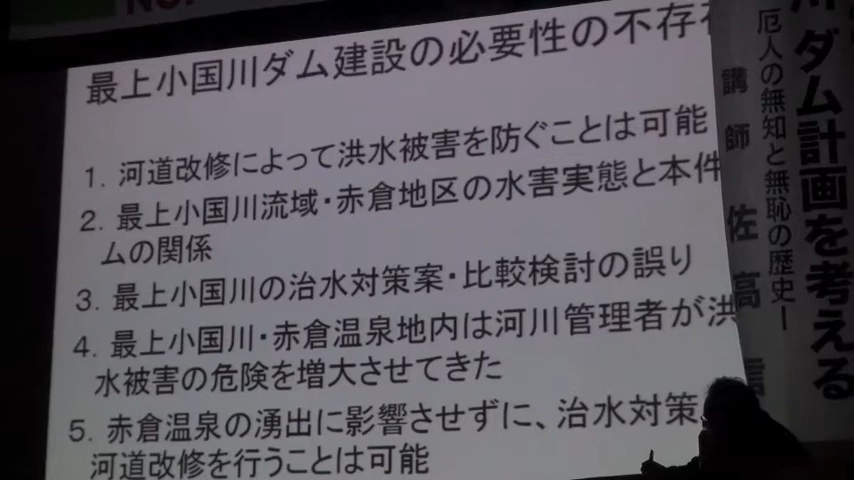 NO.
最上小国川ダム建設の必要性の不存
1．河道改修によって洪水被害を防ぐことは可能
2．最上小国川流域・赤倉地区の水害実態と本件
ムの関係
3．最上小国川の治水対策案・比較検討の誤り
4．最上小国川・赤倉温泉地内は河川管理者が洪
水被害の危険を増大させてきた
5．赤倉温泉の湧出に影響させずに、治水対策
河道改修を行うことは可能
川ダム計画を考える
厄人の無知と無恥の歴史ー
講師 佐高信